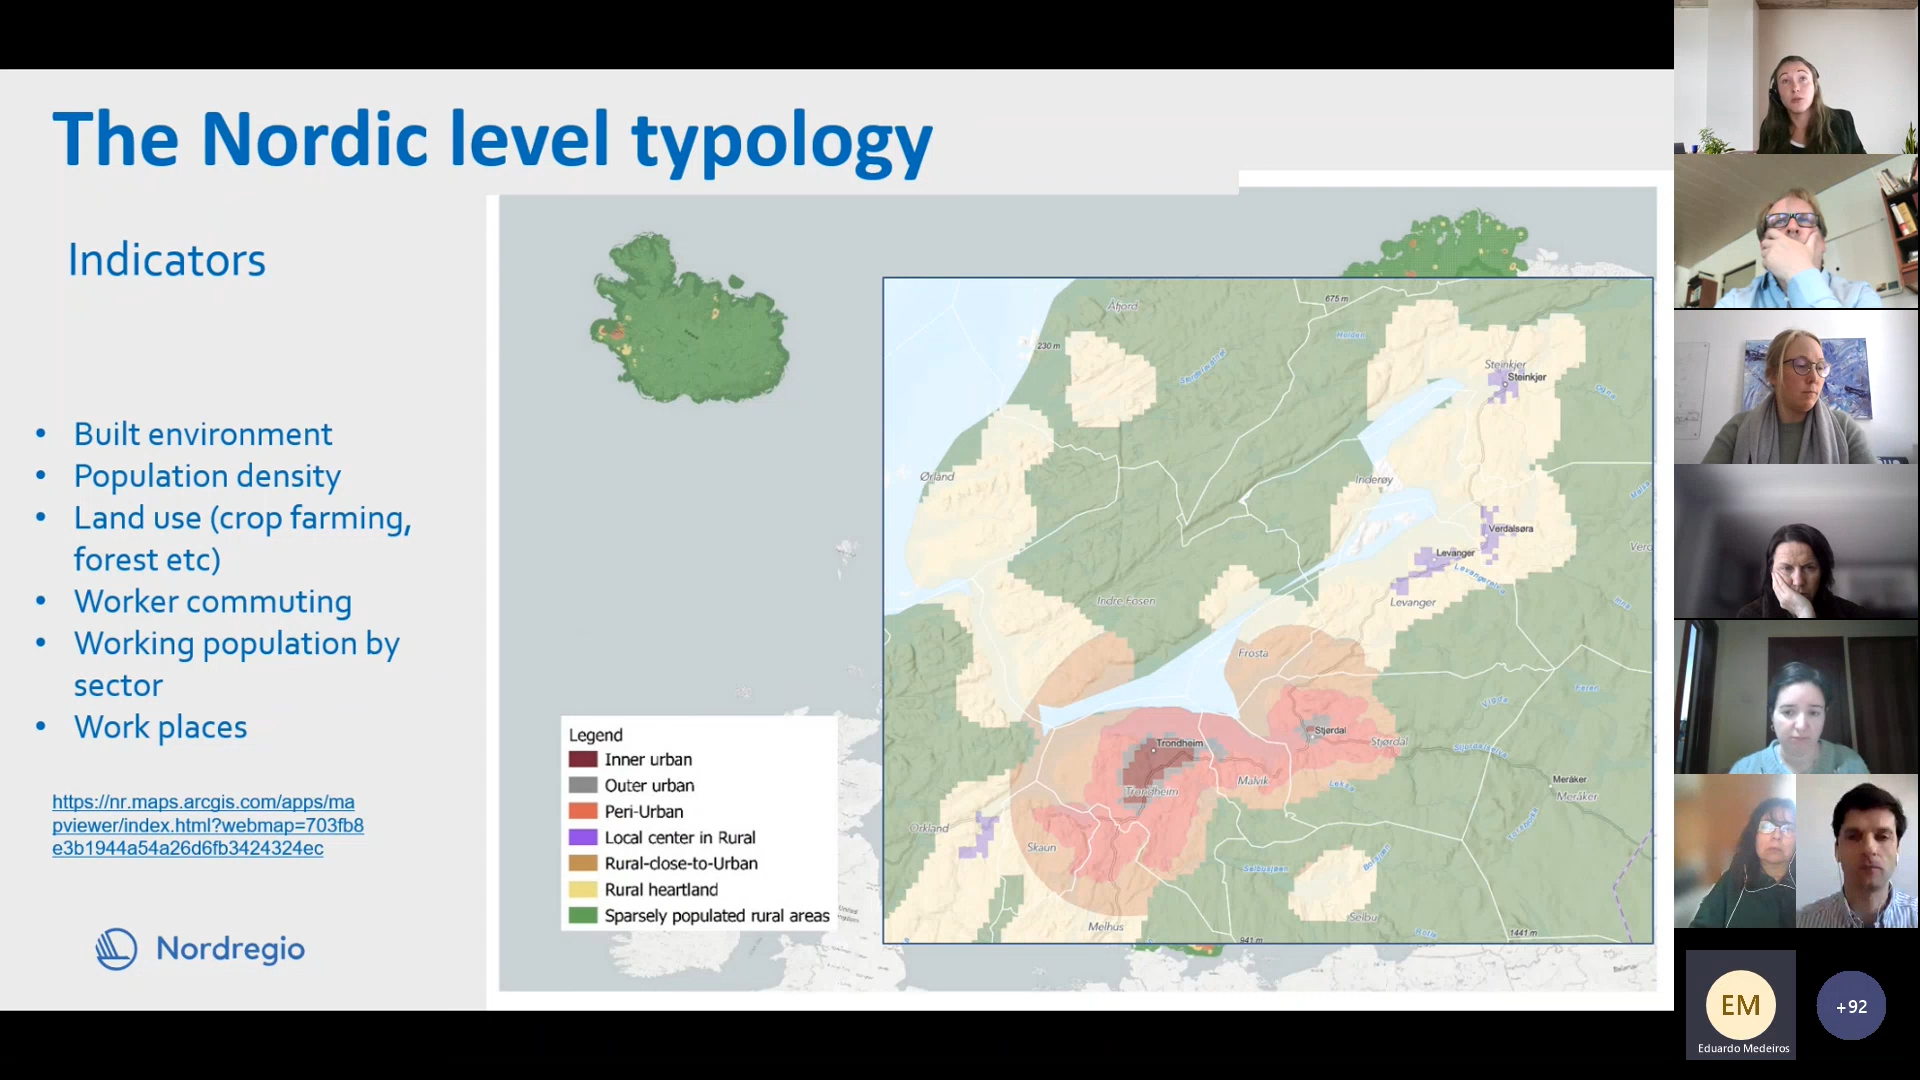 The Nordic level typology
Indicators
• Built environment
• Population density
• Land use (crop farming,
forest etc)
• Worker commuting
• Working population by
sector
• Work places
https://nr.maps.arcgis.com/apps/ma
pviewer/index.html?webmap=703fb8
e3b1944a54a26d6fb3424324ec
Nordregio
Legend
Inner urban
Outer urban
Peri-Urban
Local center in Rural
Rural-close-to-Urban
Rural heartland
Sparsely populated rural areas
Åfjord
675 m
230 m
Steinkjer
Steinkjer
Ogna
Ørland
Inderøy
Verdalsøra
Verd
Levanger
Levanger
Indre Fosen
Frosta
Trondheim
Trondheim
Stjørdal
Stjørdal
Malvik
Meråker
Meråker
Orkland
Skaun
Selbusjøen
Selbu
Melhus
941 m
1441 m
EM
Eduardo Medeiros
+92